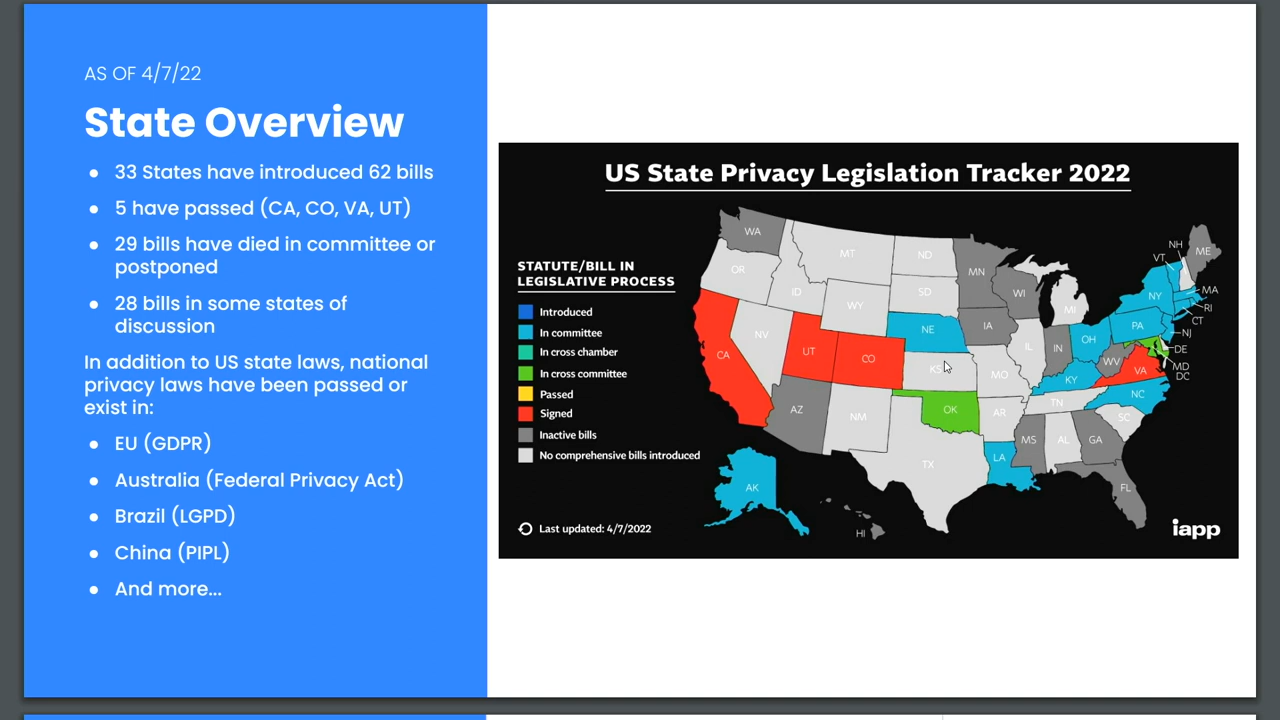 AS OF 4/7/22
State Overview
● 33 States have introduced 62 bills
● 5 have passed (CA, CO, VA, UT)
● 29 bills have died in committee or
postponed
● 28 bills in some states of
discussion
In addition to US state laws, national
privacy laws have been passed or
exist in:
● EU (GDPR)
● Australia (Federal Privacy Act)
● Brazil (LGPD)
● China (PIPL)
● And more...
US State Privacy Legislation Tracker 2022
STATUTE/BILL IN
LEGISLATIVE PROCESS
Introduced
In committee
In cross chamber
In cross committee
Passed
Signed
Inactive bills
No comprehensive bills introduced
Last updated: 4/7/2022
WA
OR
MT
ID
WY
ND
SD
MN
WI
MI
NE
IA
NV
UT
CO
CA
KS
MO
IL
IN
OH
KY
WV
VA
PA
NY
VT
NH
ME
MA
RI
CT
NJ
DE
MD
DC
NC
TN
SC
AZ
NM
OK
AR
TX
LA
MS
AL
GA
FL
AK
HI
iapp